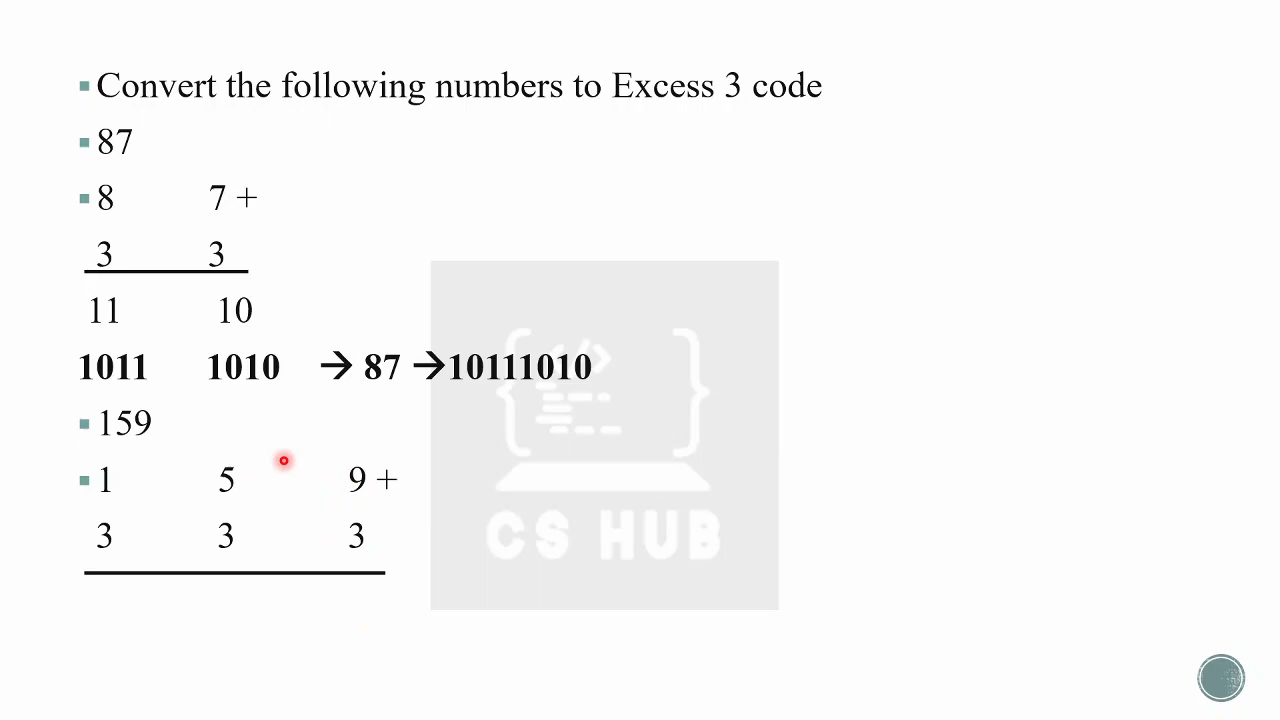 Convert the following numbers to Excess 3 code
87
8 7 +
3 3
11 10
1011 1010 → 87 →10111010
159
1 5 9 +
3 3 3
</>
CS HUB